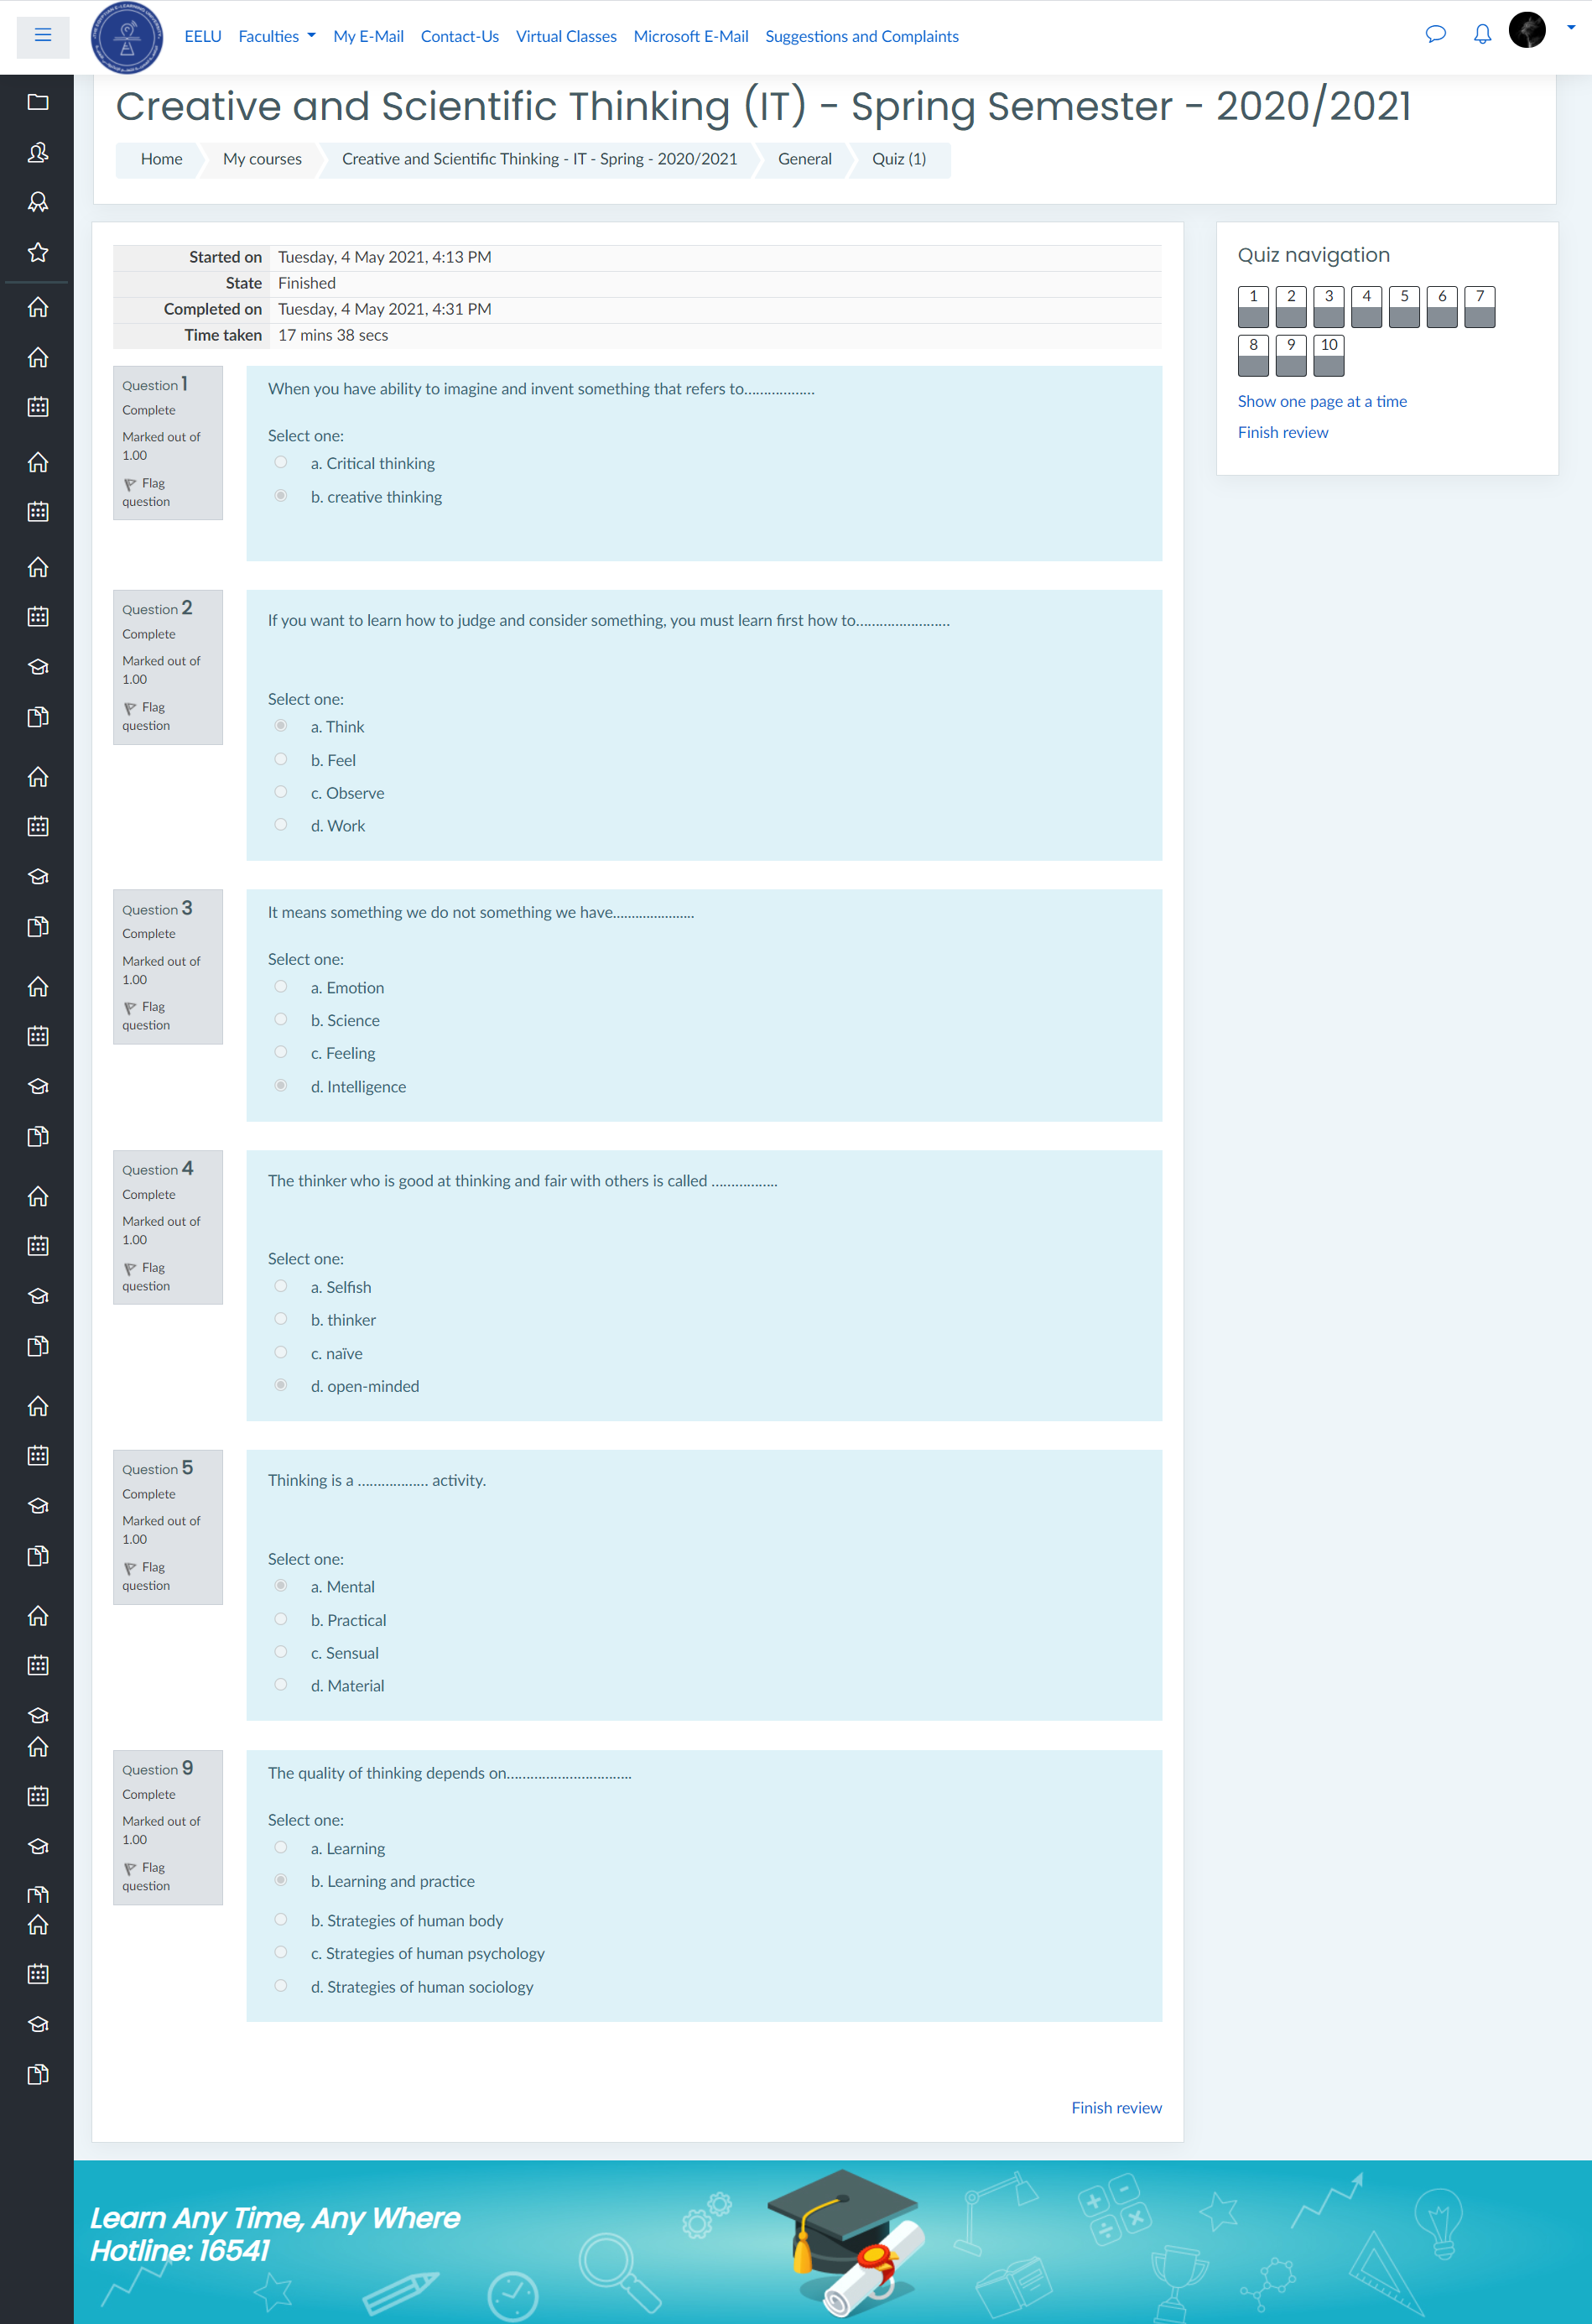 EELU Faculties My E-Mail Contact-Us Virtual Classes Microsoft E-Mail Suggestions and Complaints
Creative and Scientific Thinking (IT) - Spring Semester - 2020/2021
Home My courses Creative and Scientific Thinking - IT - Spring - 2020/2021 General Quiz (1)
Started on Tuesday, 4 May 2021, 4:13 PM
State Finished
Completed on Tuesday, 4 May 2021, 4:31 PM
Time taken 17 mins 38 secs
Quiz navigation
1 2 3 4 5 6 7
8 9 10
Show one page at a time
Finish review
Question 1
Complete
Marked out of
1.00
Flag
question
When you have ability to imagine and invent something that refers to..................
Select one:
a. Critical thinking
b. creative thinking
Question 2
Complete
Marked out of
1.00
Flag
question
If you want to learn how to judge and consider something, you must learn first how to........................
Select one:
a. Think
b. Feel
c. Observe
d. Work
Question 3
Complete
Marked out of
1.00
Flag
question
It means something we do not something we have.....................
Select one:
a. Emotion
b. Science
c. Feeling
d. Intelligence
Question 4
Complete
Marked out of
1.00
Flag
question
The thinker who is good at thinking and fair with others is called .................
Select one:
a. Selfish
b. thinker
c. naïve
d. open-minded
Question 5
Complete
Marked out of
1.00
Flag
question
Thinking is a .................. activity.
Select one:
a. Mental
b. Practical
c. Sensual
d. Material
Question 9
Complete
Marked out of
1.00
Flag
question
The quality of thinking depends on................................
Select one:
a. Learning
b. Learning and practice
b. Strategies of human body
c. Strategies of human psychology
d. Strategies of human sociology
Finish review
Learn Any Time, Any Where
Hotline: 16541